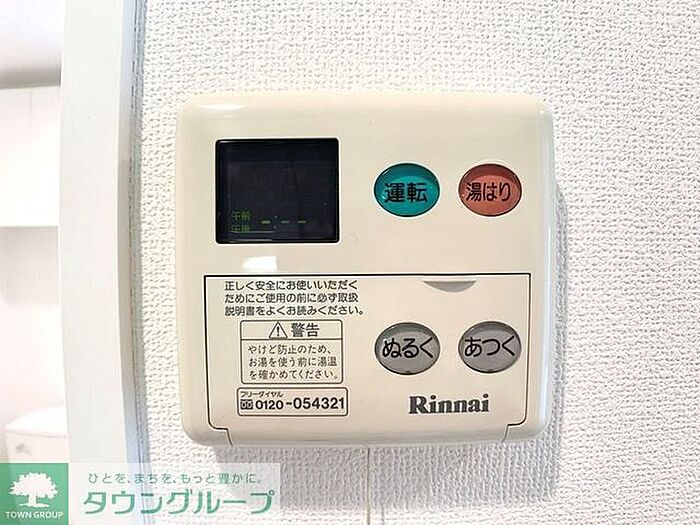 午前
午後
運転
湯はり
正しく安全にお使いいただく
ためにご使用の前に必ず取扱
説明書をよくお読みください。
警告
やけど防止のため、
お湯を使う前に湯温
を確かめてください。
フリーダイヤル
0120-054321
ぬるく
あつく
Rinnai
TOWN GROUP
ひとを、まちを、もっと豊かに。
タウングループ